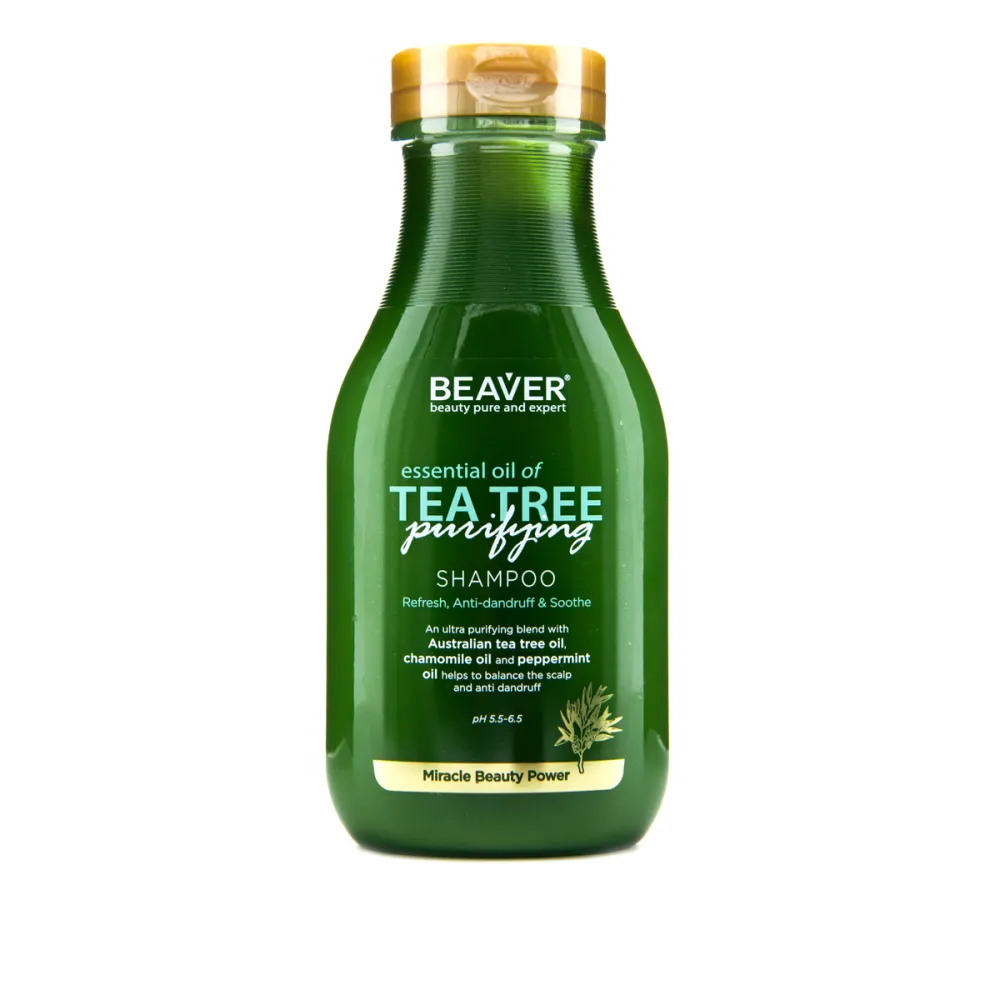 BEAVER®
beauty pure and expert
essential oil of
TEA TREE
purifying
SHAMPOO
Refresh, Anti-dandruff & Soothe
An ultra purifying blend with
Australian tea tree oil,
chamomile oil and peppermint
oil helps to balance the scalp
and anti dandruff
pH 5.5-6.5
Miracle Beauty Power